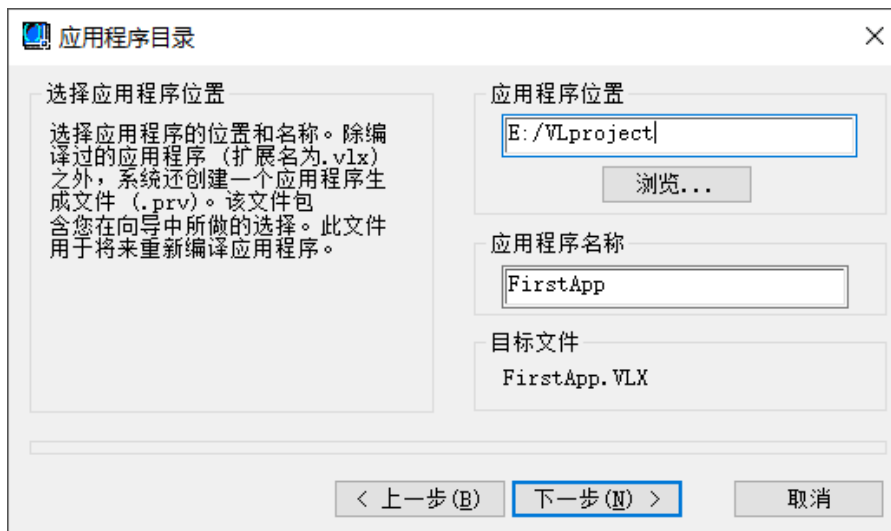 应用程序目录
选择应用程序位置
选择应用程序的位置和名称。除编
译过的应用程序 (扩展名为.vlx)
之外，系统还创建一个应用程序生
成文件 (.prv)。该文件包
含您在向导中所做的选择。此文件
用于将来重新编译应用程序。
应用程序位置
E:/VLproject
浏览...
应用程序名称
FirstApp
目标文件
FirstApp.VLX
< 上一步(B)
下一步(N) >
取消